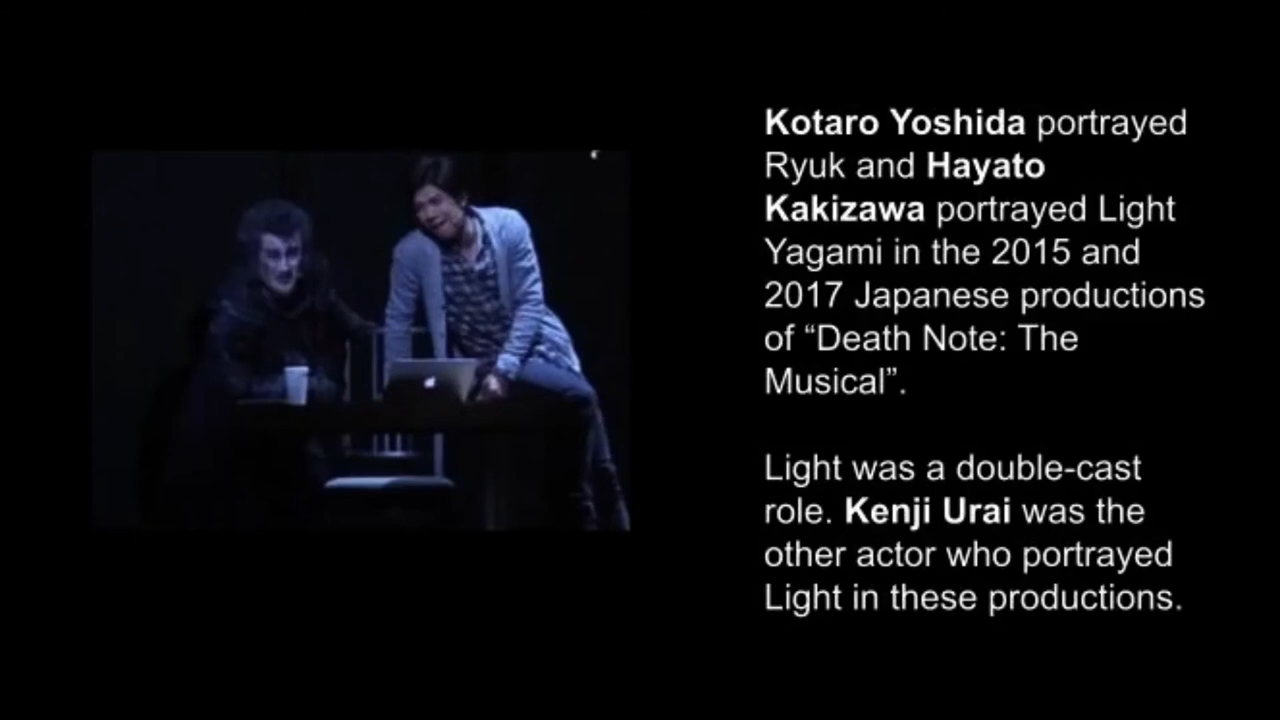 Kotaro Yoshida portrayed
Ryuk and Hayato
Kakizawa portrayed Light
Yagami in the 2015 and
2017 Japanese productions
of “Death Note: The
Musical”.
Light was a double-cast
role. Kenji Urai was the
other actor who portrayed
Light in these productions.